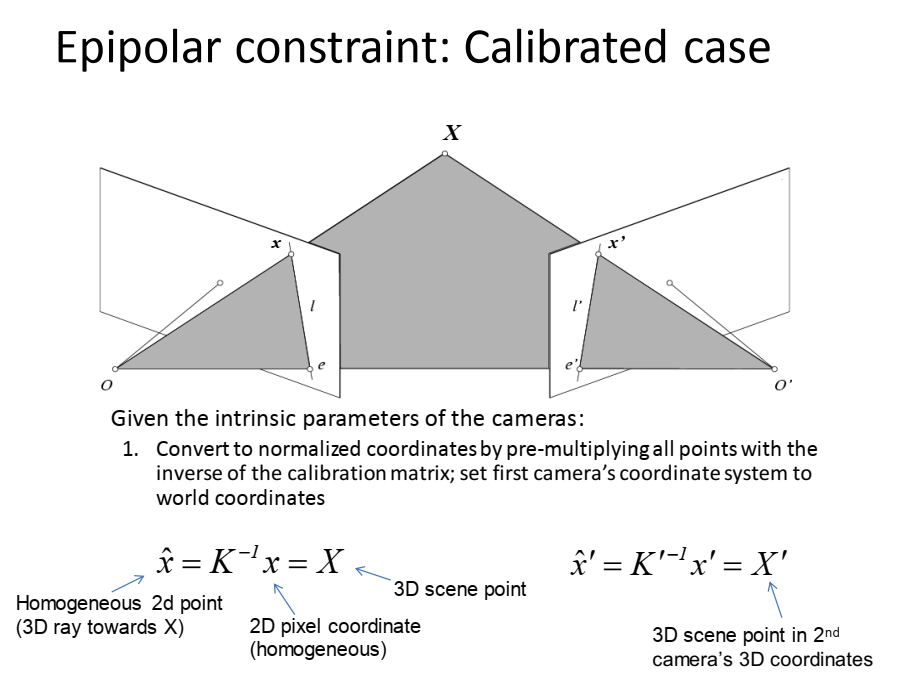 Epipolar constraint: Calibrated case
X
x
x’
l
l’
e
e’
O
O’
Given the intrinsic parameters of the cameras:
1. Convert to normalized coordinates by pre-multiplying all points with the
inverse of the calibration matrix; set first camera’s coordinate system to
world coordinates
x̂ = K⁻¹x = X
x̂′ = K′⁻¹x′ = X′
3D scene point
Homogeneous 2d point
(3D ray towards X)
2D pixel coordinate
(homogeneous)
3D scene point in 2nd
camera’s 3D coordinates